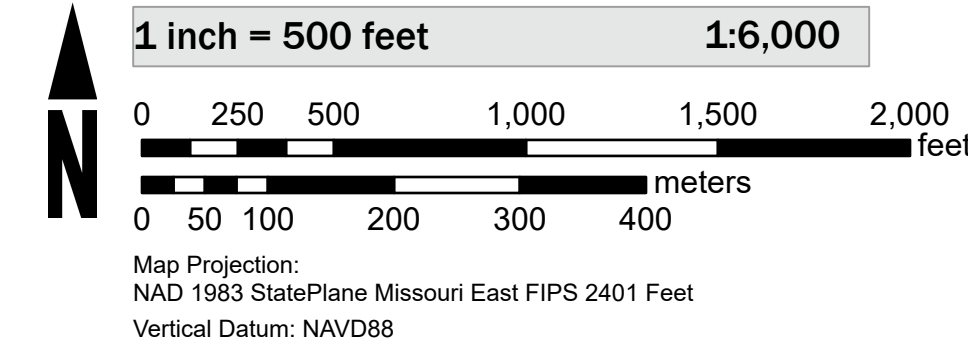 1 inch = 500 feet 1:6,000
0 250 500 1,000 1,500 2,000
feet
N
meters
0 50 100 200 300 400
Map Projection:
NAD 1983 StatePlane Missouri East FIPS 2401 Feet
Vertical Datum: NAVD88